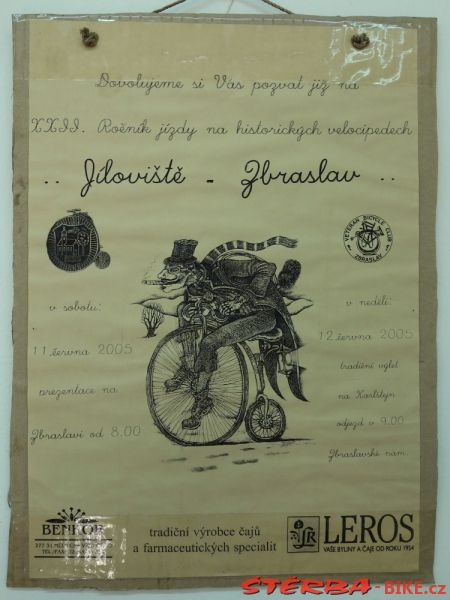 Dovolujeme si Vás pozvat již na
XXII. Ročník jízdy na historických velocipedech
.. Jíloviště - Zbraslav ..
VETERAN BICYCLE CLUB
ZBRASLAV
v sobotu:
11.června 2005
prezentace na
Zbraslavi od 8.00
v neděli:
12.června 2005
tradiční výlet
na Karlštejn
odjezd v 9.00
Zbraslavské nám.
BENKOR
tradiční výrobce čajů
a farmaceutických specialit
LEROS
VAŠE BYLINY A ČAJE OD ROKU 1954
ŠTĚRBA-BIKE.cz